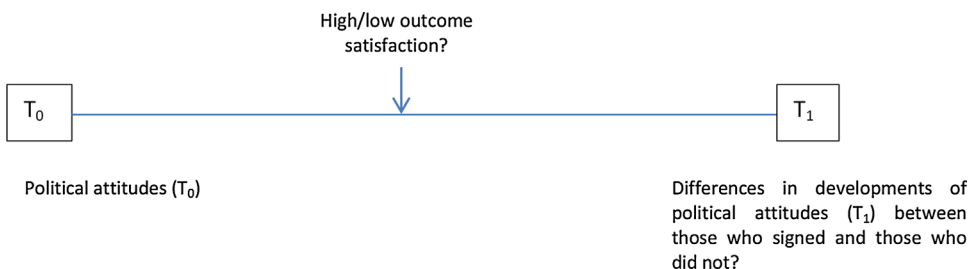 High/low outcome
satisfaction?
T₀
T₁
Political attitudes (T₀)
Differences in developments of
political attitudes (T₁) between
those who signed and those who
did not?